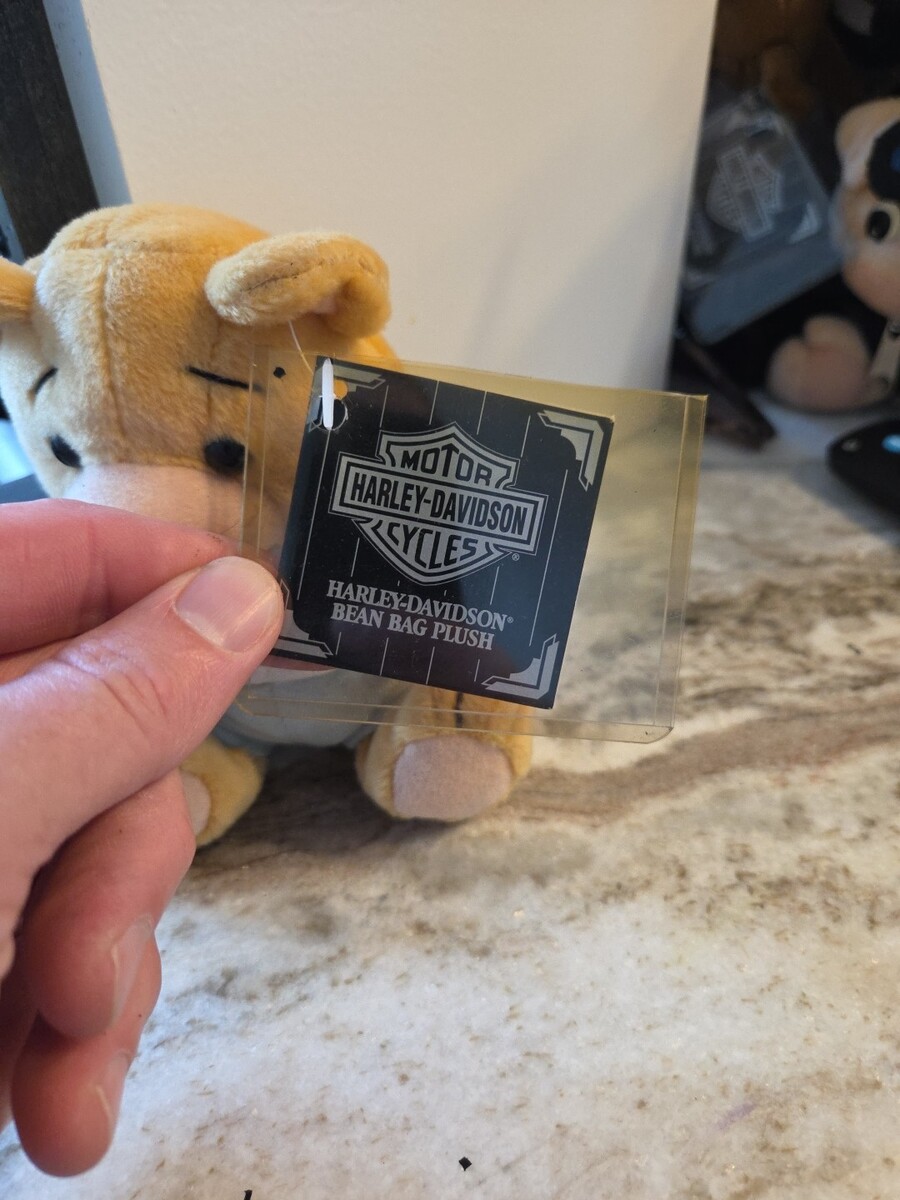 MOTOR
HARLEY-DAVIDSON
CYCLES®
HARLEY-DAVIDSON®
BEAN BAG PLUSH